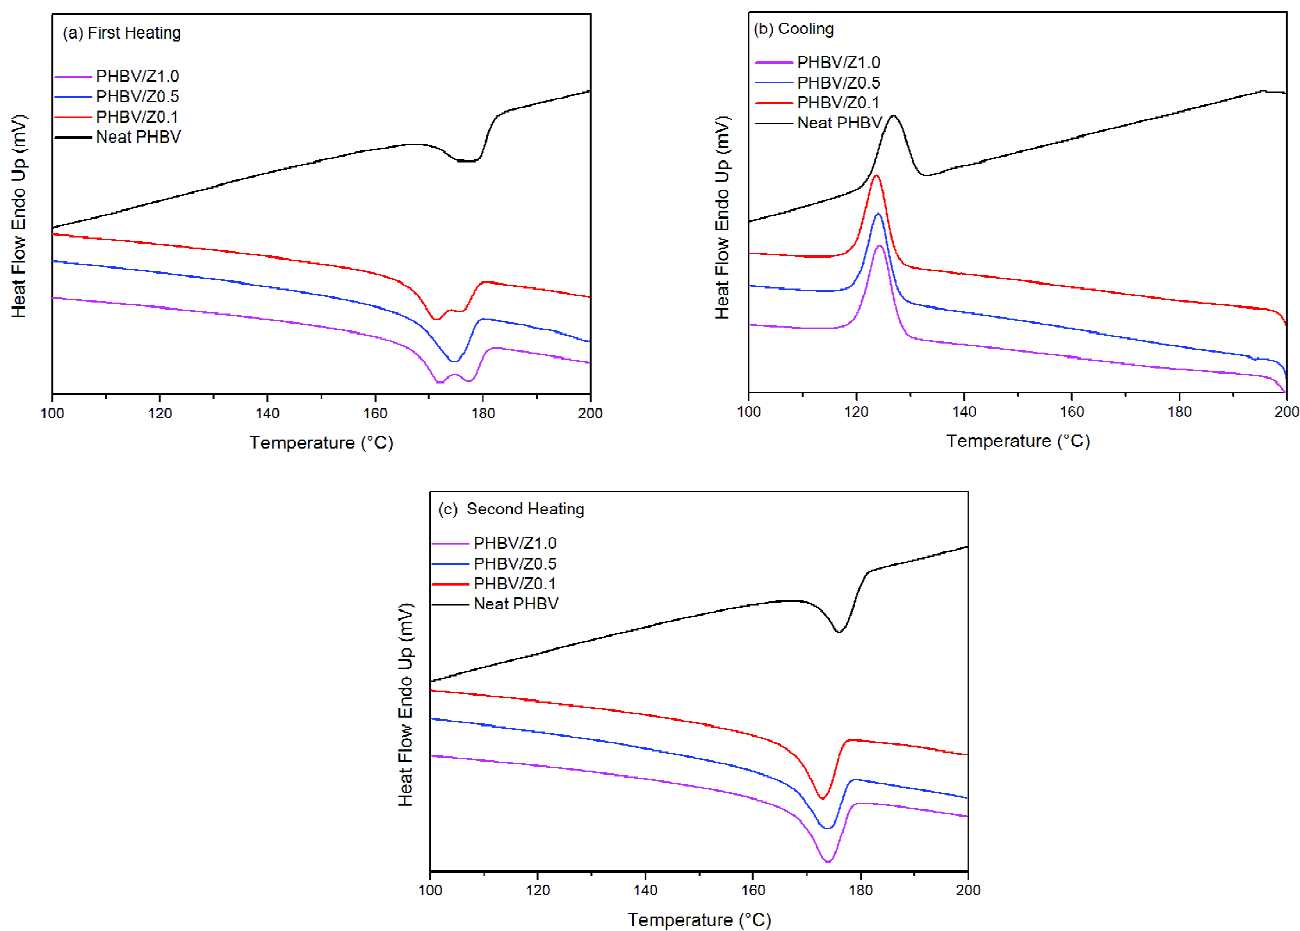 (a) First Heating
PHBV/Z1.0
PHBV/Z0.5
PHBV/Z0.1
Neat PHBV
Heat Flow Endo Up (mV)
100 120 140 160 180 200
Temperature (°C)
(b) Cooling
PHBV/Z1.0
PHBV/Z0.5
PHBV/Z0.1
Neat PHBV
Heat Flow Endo Up (mV)
100 120 140 160 180 200
Temperature (°C)
(c) Second Heating
PHBV/Z1.0
PHBV/Z0.5
PHBV/Z0.1
Neat PHBV
Heat Flow Endo Up (mV)
100 120 140 160 180 200
Temperature (°C)